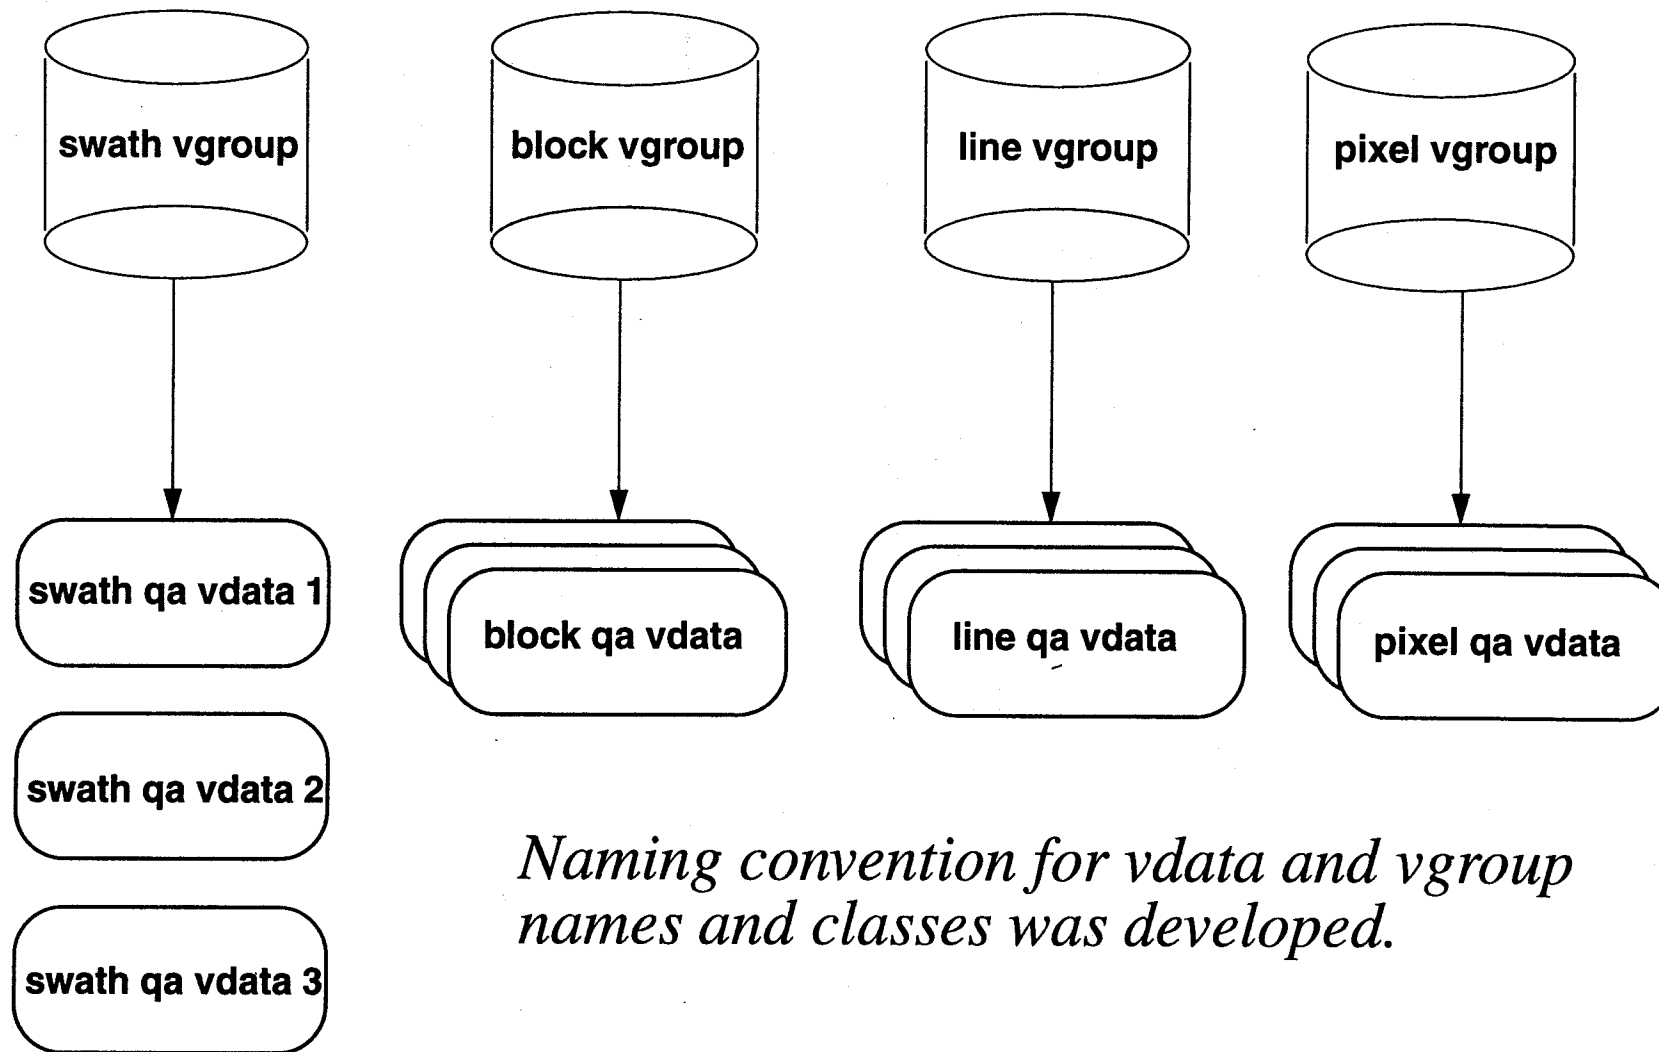 swath vgroup
block vgroup
line vgroup
pixel vgroup
swath qa vdata 1
block qa vdata
line qa vdata
pixel qa vdata
swath qa vdata 2
swath qa vdata 3
Naming convention for vdata and vgroup
names and classes was developed.